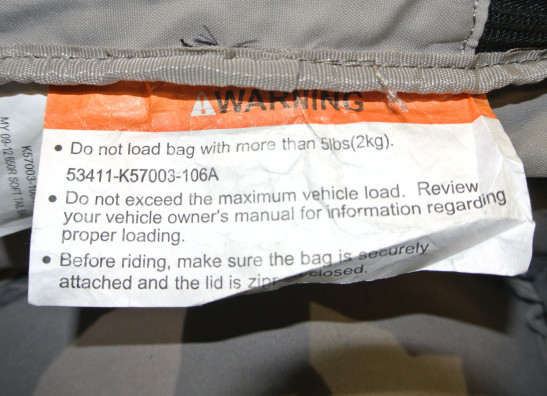 WARNING
• Do not load bag with more than 5lbs(2kg).
53411-K57003-106A
• Do not exceed the maximum vehicle load. Review
your vehicle owner's manual for information regarding
proper loading.
• Before riding, make sure the bag is securely
attached and the lid is closed.